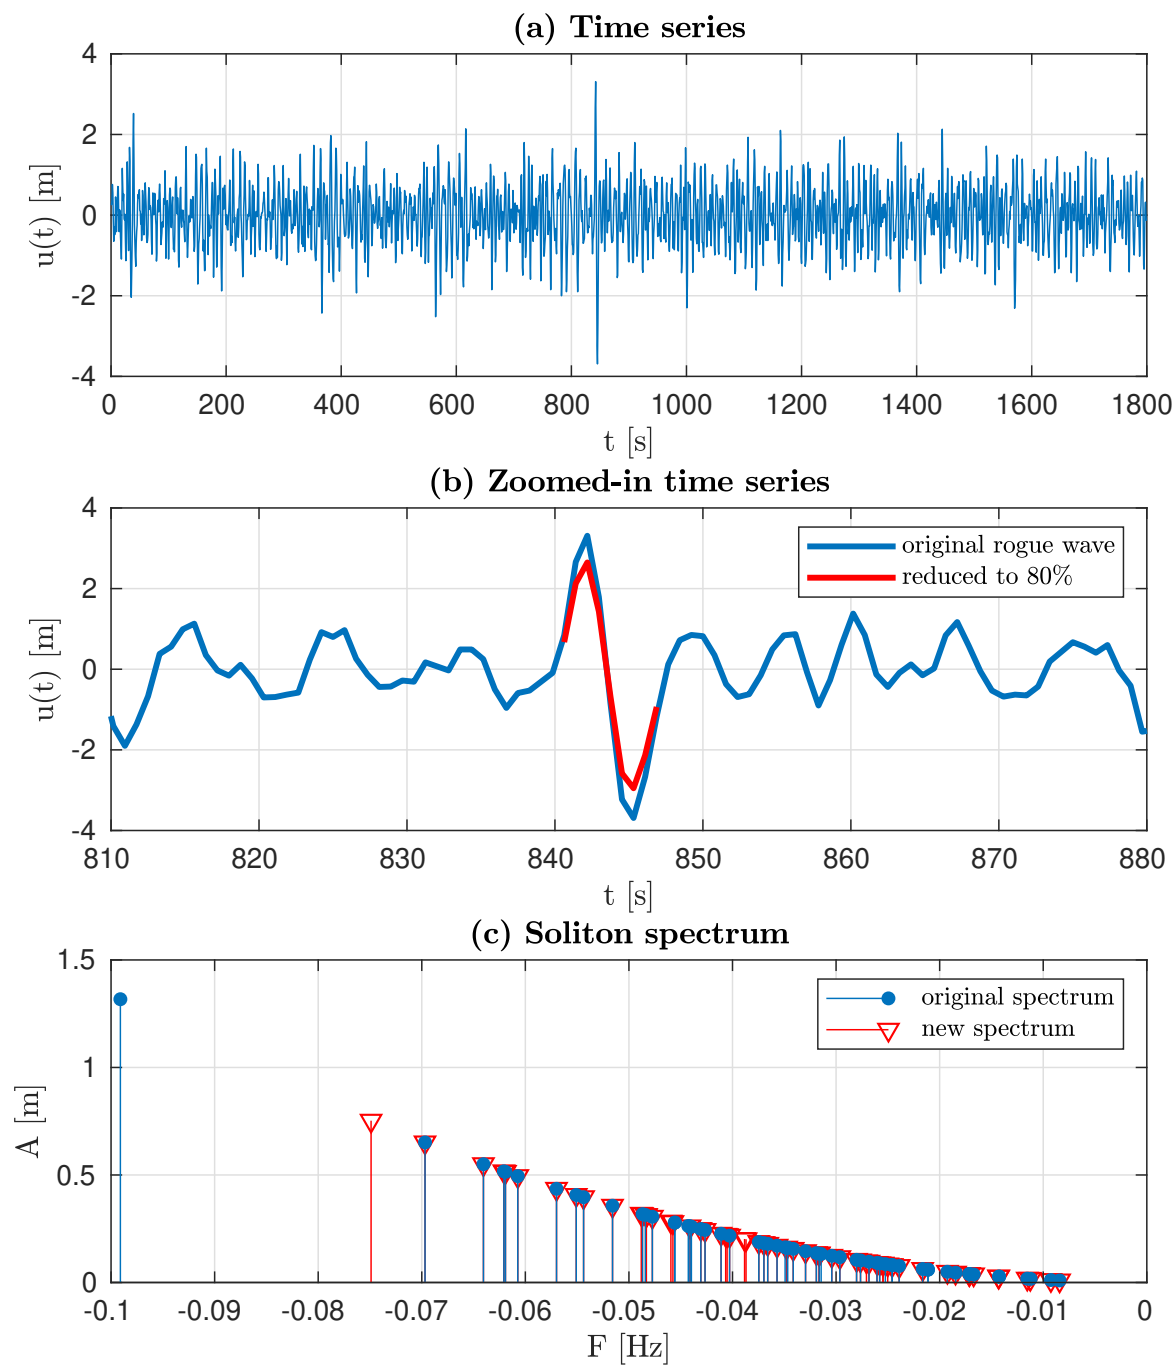 (a) Time series
4
2
0
-2
-4
u(t) [m]
0 200 400 600 800 1000 1200 1400 1600 1800
t [s]
(b) Zoomed-in time series
4
2
0
-2
-4
u(t) [m]
original rogue wave
reduced to 80%
810 820 830 840 850 860 870 880
t [s]
(c) Soliton spectrum
1.5
1
0.5
0
A [m]
original spectrum
new spectrum
-0.1 -0.09 -0.08 -0.07 -0.06 -0.05 -0.04 -0.03 -0.02 -0.01 0
F [Hz]